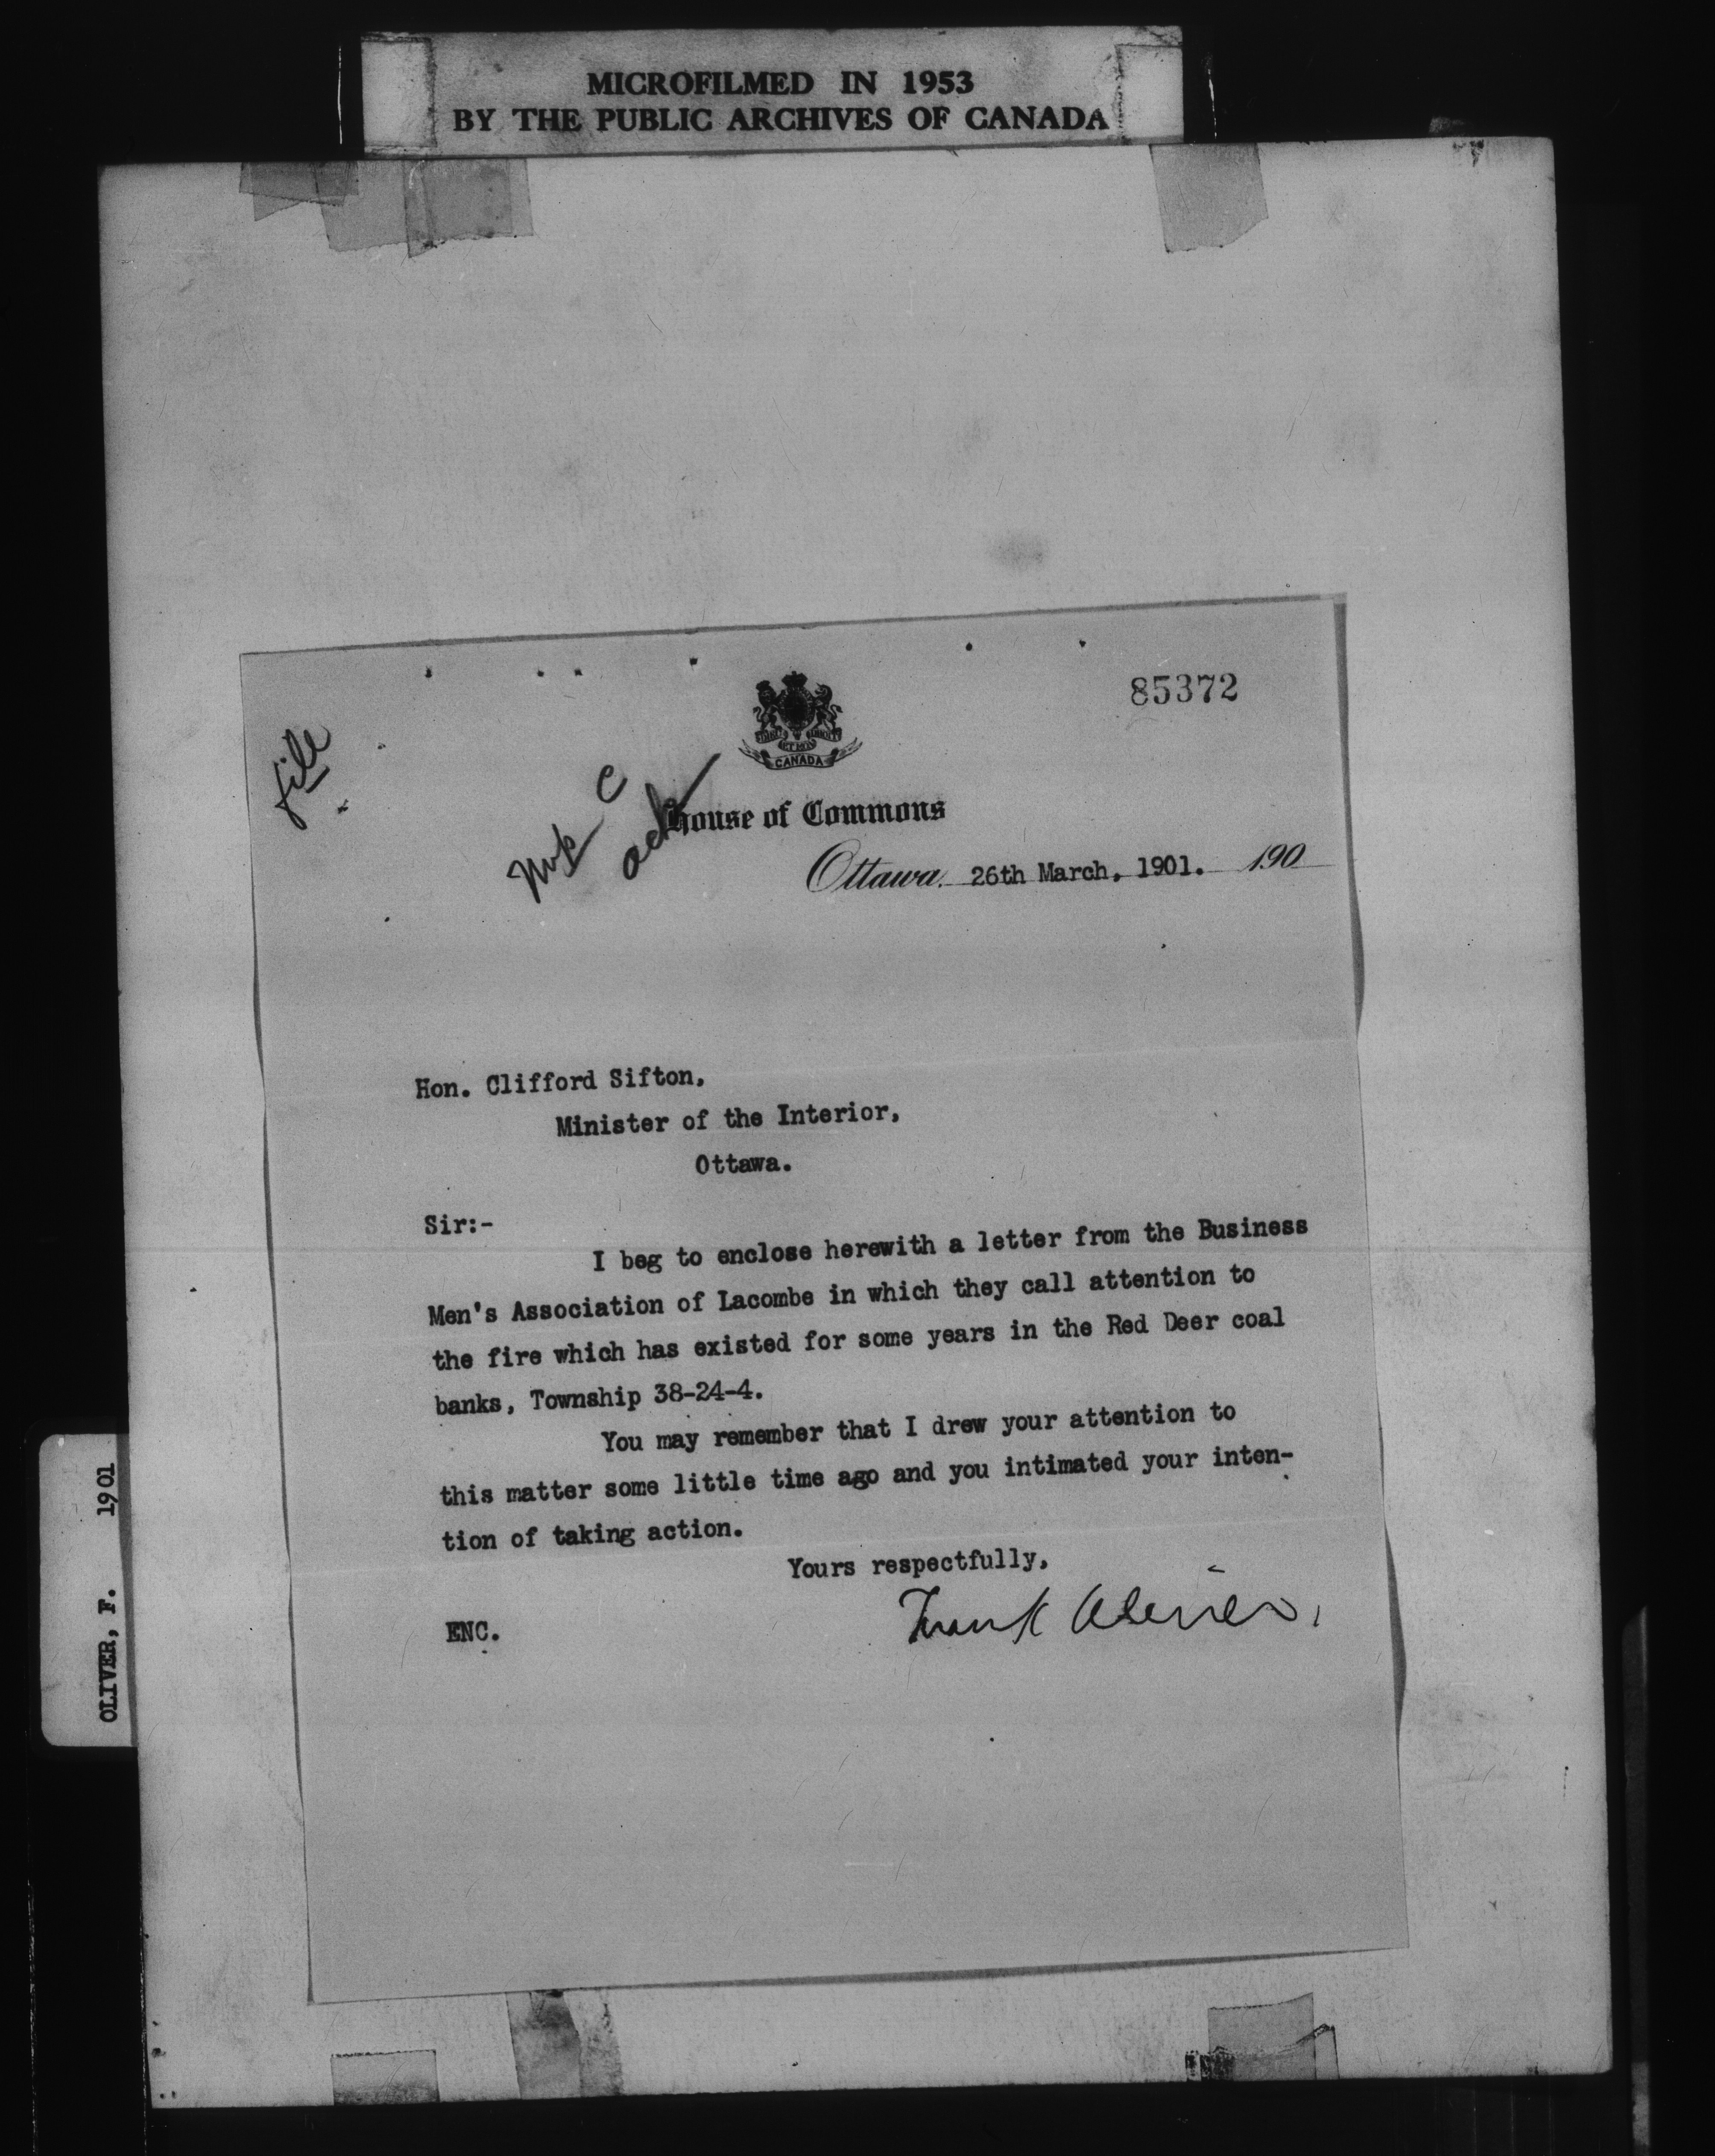 MICROFILMED IN 1953
BY THE PUBLIC ARCHIVES OF CANADA
85372
file
CANADA
ack
House of Commons
Ottawa, 26th March, 1901. 190
Hon. Clifford Sifton,
Minister of the Interior,
Ottawa.
Sir:-
I beg to enclose herewith a letter from the Business
Men's Association of Lacombe in which they call attention to
the fire which has existed for some years in the Red Deer coal
banks, Township 38-24-4.
You may remember that I drew your attention to
this matter some little time ago and you intimated your inten-
tion of taking action.
Yours respectfully,
Frank Oliver,
ENC.
OLIVER, F. 1901